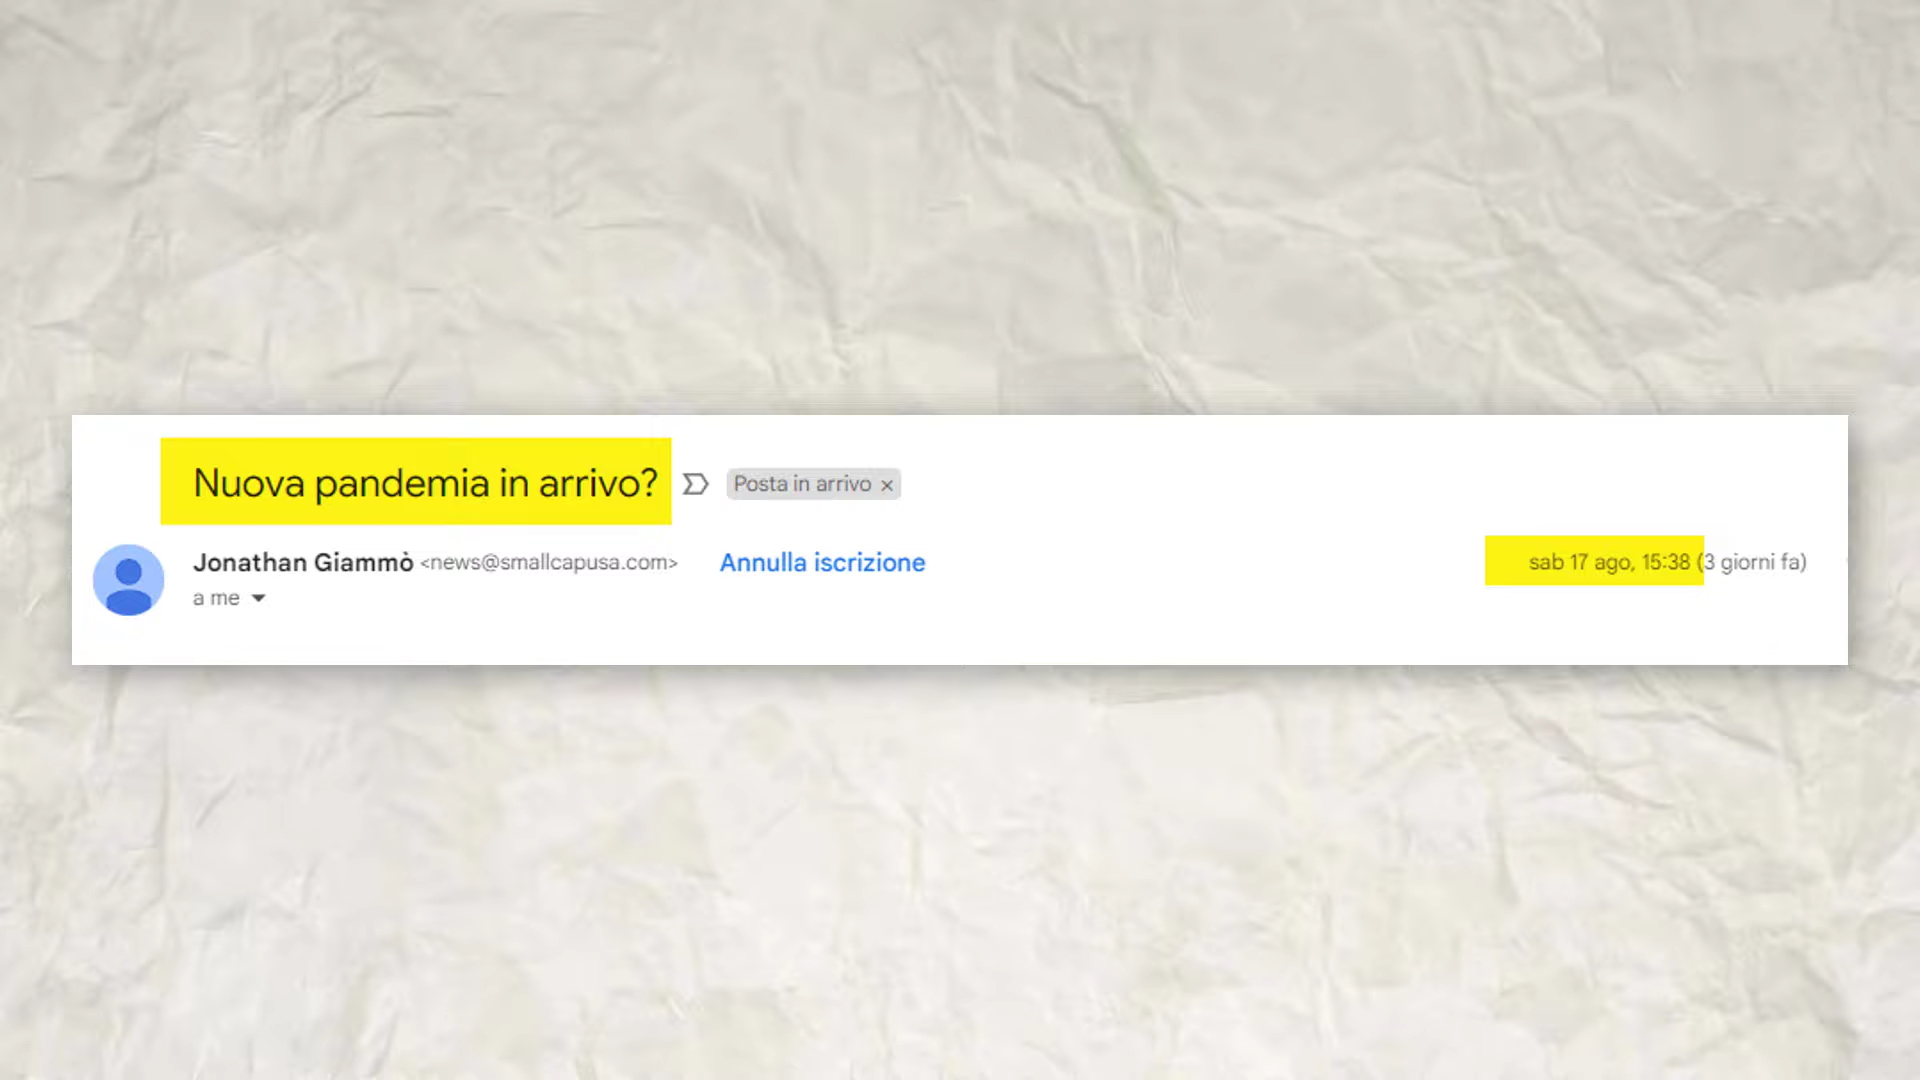 Nuova pandemia in arrivo? Posta in arrivo ×
Jonathan Giammò <news@smallcapusa.com> Annulla iscrizione sab 17 ago, 15:38 (3 giorni fa)
a me